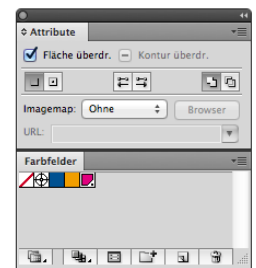 Attribute
Fläche überdr. Kontur überdr.
Imagemap: Ohne Browser
URL:
Farbfelder